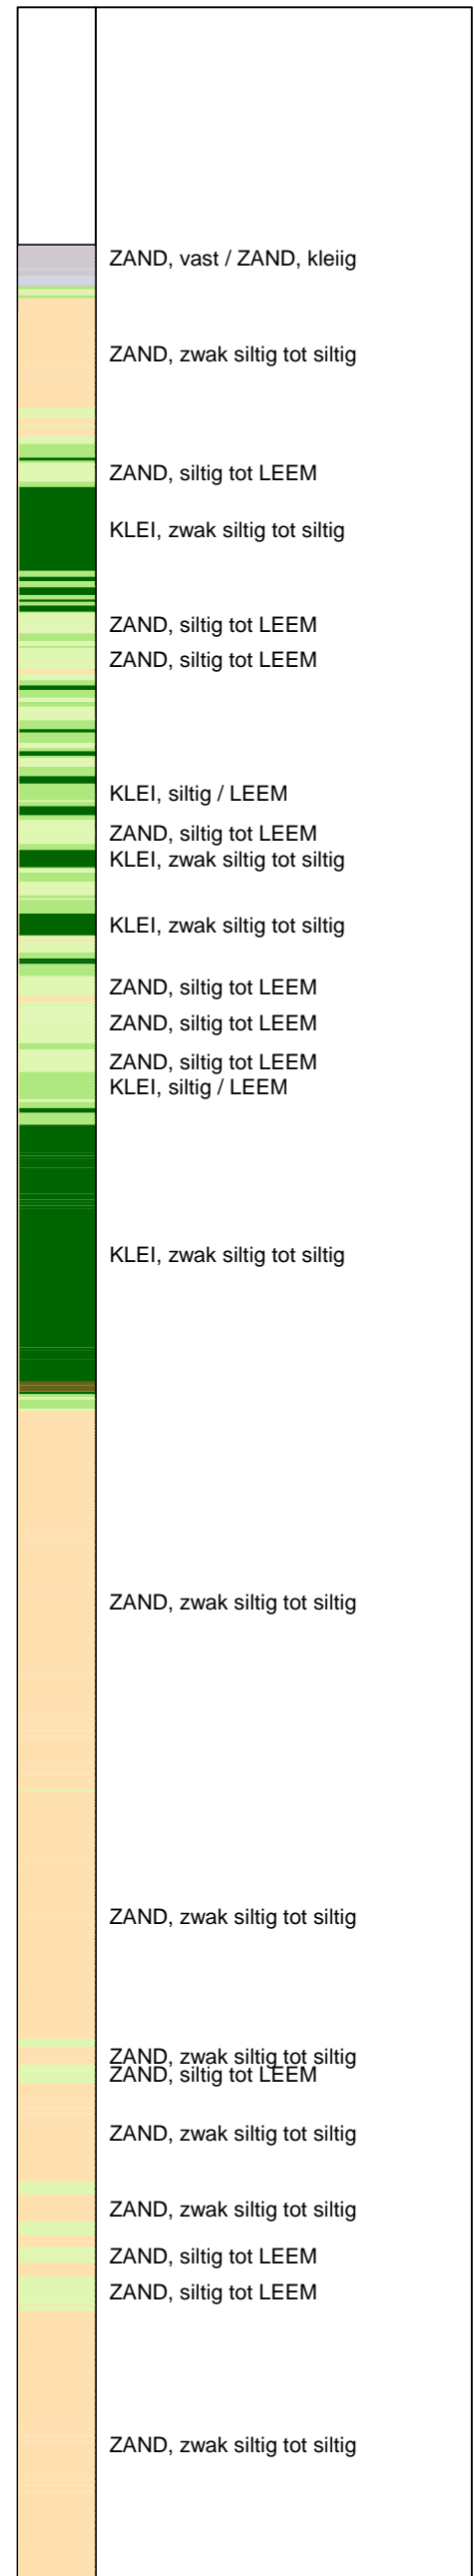 ZAND, vast / ZAND, kleiig
ZAND, zwak siltig tot siltig
ZAND, siltig tot LEEM
KLEI, zwak siltig tot siltig
ZAND, siltig tot LEEM
ZAND, siltig tot LEEM
KLEI, siltig / LEEM
ZAND, siltig tot LEEM
KLEI, zwak siltig tot siltig
KLEI, zwak siltig tot siltig
ZAND, siltig tot LEEM
ZAND, siltig tot LEEM
ZAND, siltig tot LEEM
KLEI, siltig / LEEM
KLEI, zwak siltig tot siltig
ZAND, zwak siltig tot siltig
ZAND, zwak siltig tot siltig
ZAND, zwak siltig tot siltig
ZAND, siltig tot LEEM
ZAND, zwak siltig tot siltig
ZAND, zwak siltig tot siltig
ZAND, siltig tot LEEM
ZAND, siltig tot LEEM
ZAND, zwak siltig tot siltig